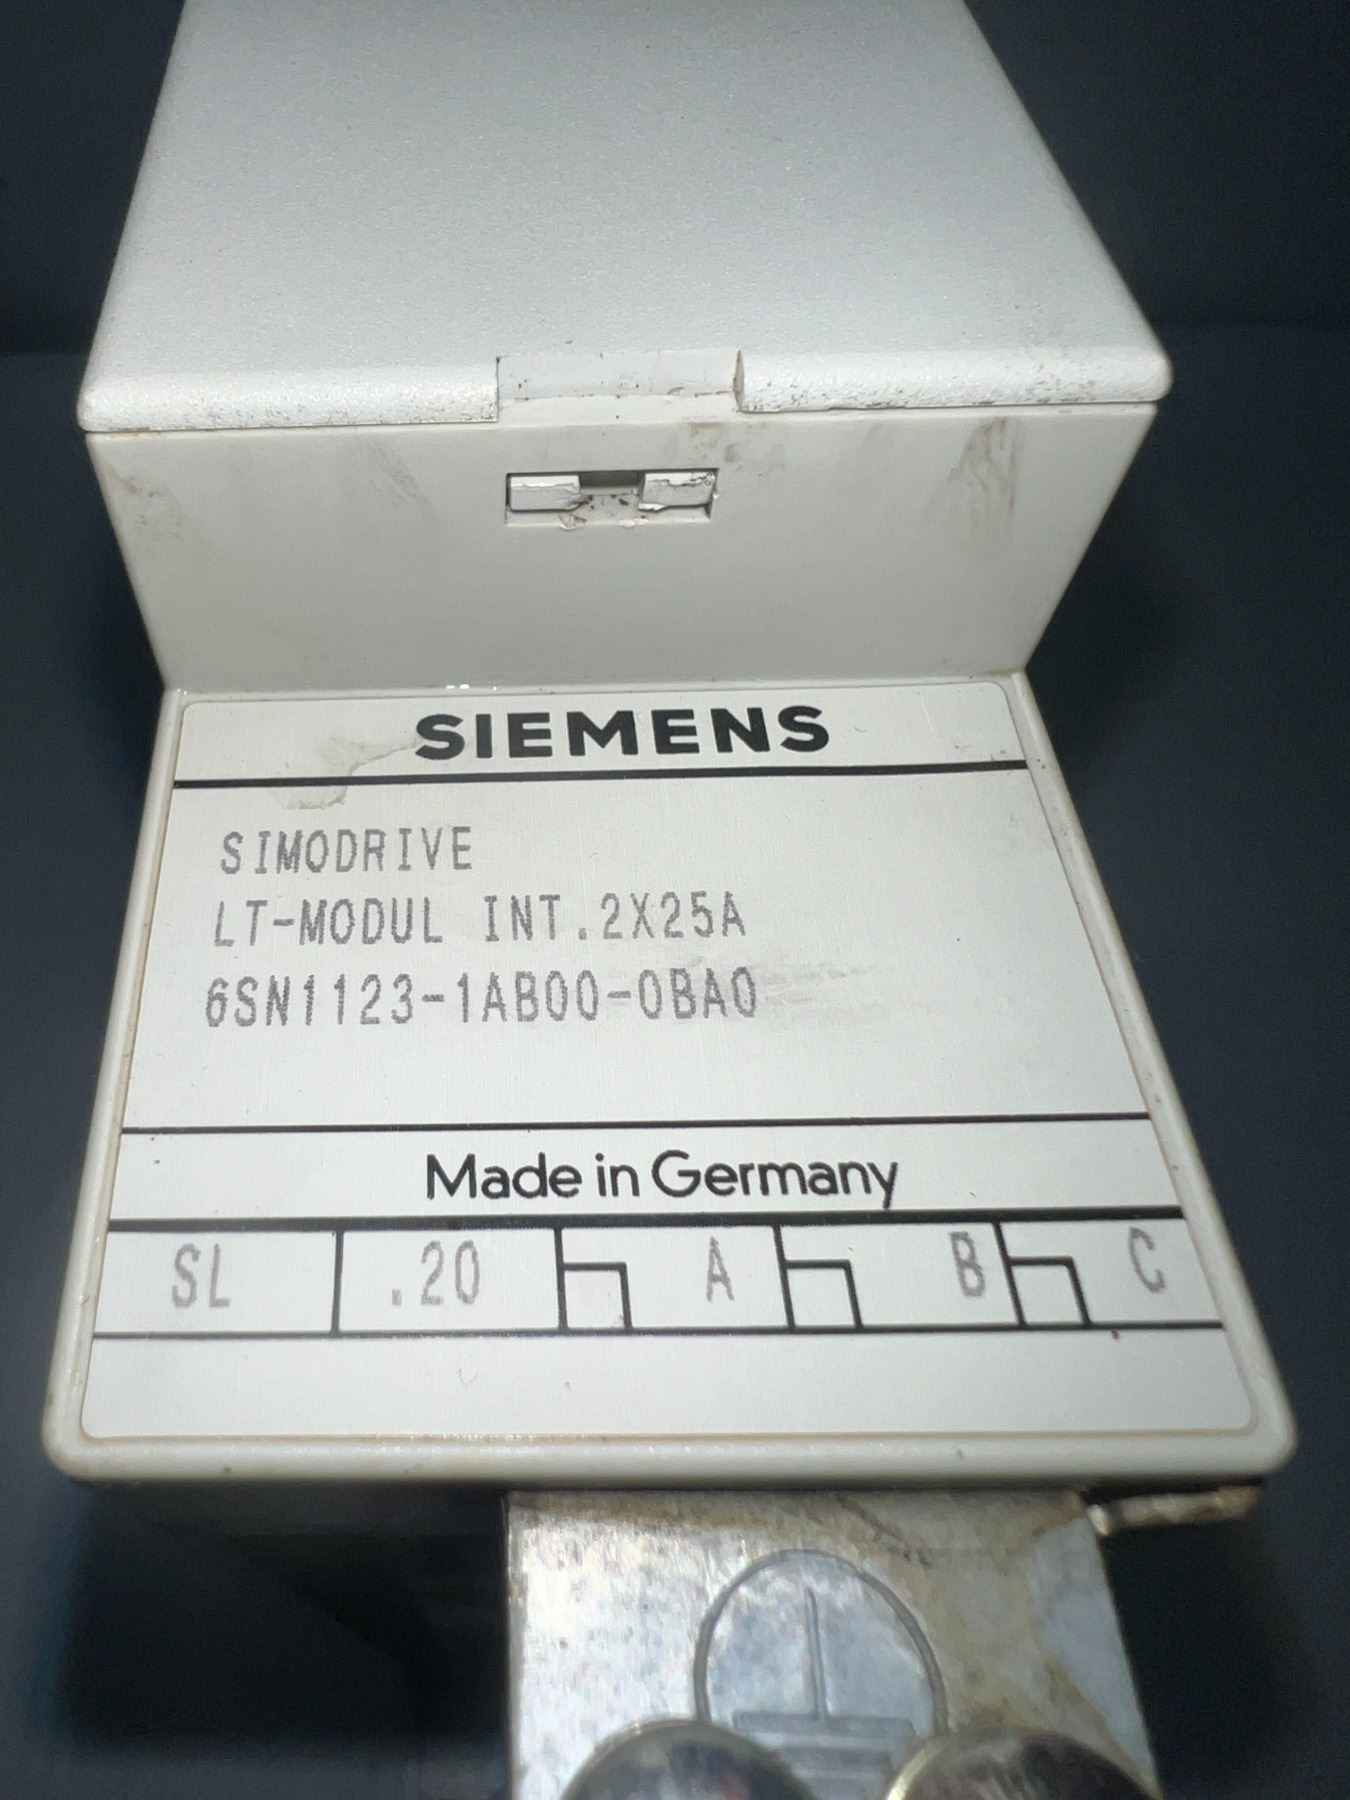 SIEMENS
SIMODRIVE
LT-MODUL INT.2X25A
6SN1123-1AB00-0BA0
Made in Germany
SL .20 A B C